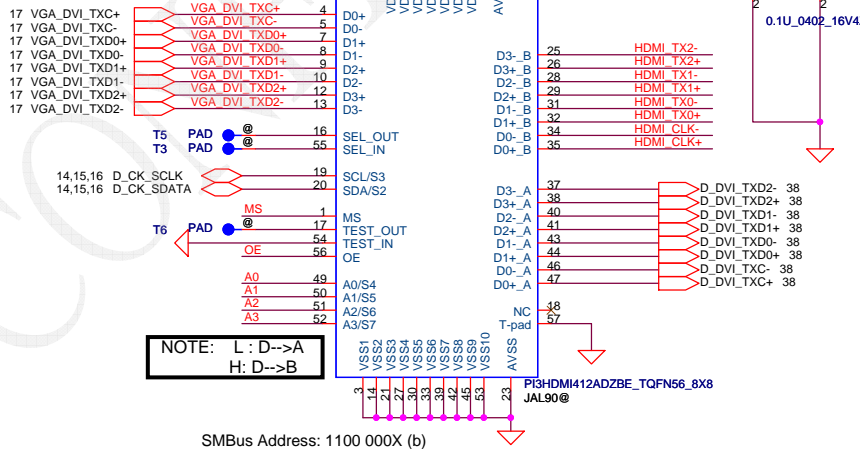 17 VGA_DVI_TXC+ VGA_DVI_TXC+ 4 D0+
17 VGA_DVI_TXC- VGA_DVI_TXC- 5 D0-
17 VGA_DVI_TXD0+ VGA_DVI_TXD0+ 7 D1+
17 VGA_DVI_TXD0- VGA_DVI_TXD0- 8 D1-
17 VGA_DVI_TXD1+ VGA_DVI_TXD1+ 9 D2+
17 VGA_DVI_TXD1- VGA_DVI_TXD1- 10 D2-
17 VGA_DVI_TXD2+ VGA_DVI_TXD2+ 12 D3+
17 VGA_DVI_TXD2- VGA_DVI_TXD2- 13 D3-
2 2
0.1U_0402_16V4
D3-_B 25 HDMI_TX2-
D3+_B 26 HDMI_TX2+
D2-_B 28 HDMI_TX1-
D2+_B 29 HDMI_TX1+
D1-_B 31 HDMI_TX0-
D1+_B 32 HDMI_TX0+
D0-_B 34 HDMI_CLK-
D0+_B 35 HDMI_CLK+
T5 PAD @ 16 SEL_OUT
T3 PAD @ 55 SEL_IN
14,15,16 D_CK_SCLK 19 SCL/S3
14,15,16 D_CK_SDATA 20 SDA/S2
MS 1 MS
T6 PAD @ 17 TEST_OUT
54 TEST_IN
OE 56 OE
A0 49 A0/S4
A1 50 A1/S5
A2 51 A2/S6
A3 52 A3/S7
D3-_A 37 D_DVI_TXD2- 38
D3+_A 38 D_DVI_TXD2+ 38
D2-_A 40 D_DVI_TXD1- 38
D2+_A 41 D_DVI_TXD1+ 38
D1-_A 43 D_DVI_TXD0- 38
D1+_A 44 D_DVI_TXD0+ 38
D0-_A 46 D_DVI_TXC- 38
D0+_A 47 D_DVI_TXC+ 38
NC 18
T-pad 57
NOTE: L : D-->A
H: D-->B
VSS1 VSS2 VSS3 VSS4 VSS5 VSS6 VSS7 VSS8 VSS9 VSS10 AVSS
3 14 21 27 30 33 39 42 45 53 23
PI3HDMI412ADZBE_TQFN56_8X8
JAL90@
SMBus Address: 1100 000X (b)